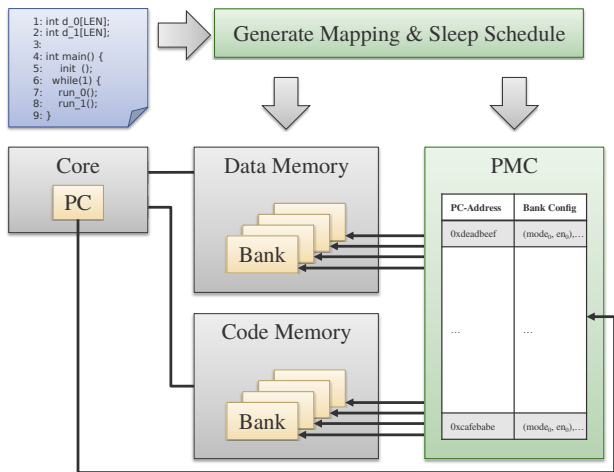 1: int d_0[LEN];
2: int d_1[LEN];
3:
4: int main() {
5: init ();
6: while(1) {
7: run_0();
8: run_1();
9: }
Generate Mapping & Sleep Schedule
Core
PC
Data Memory
Bank
Code Memory
Bank
PMC
PC-Address Bank Config
0xdeadbeef (mode₀, en₀),…
… …
0xcafebabe (mode₀, en₀),…